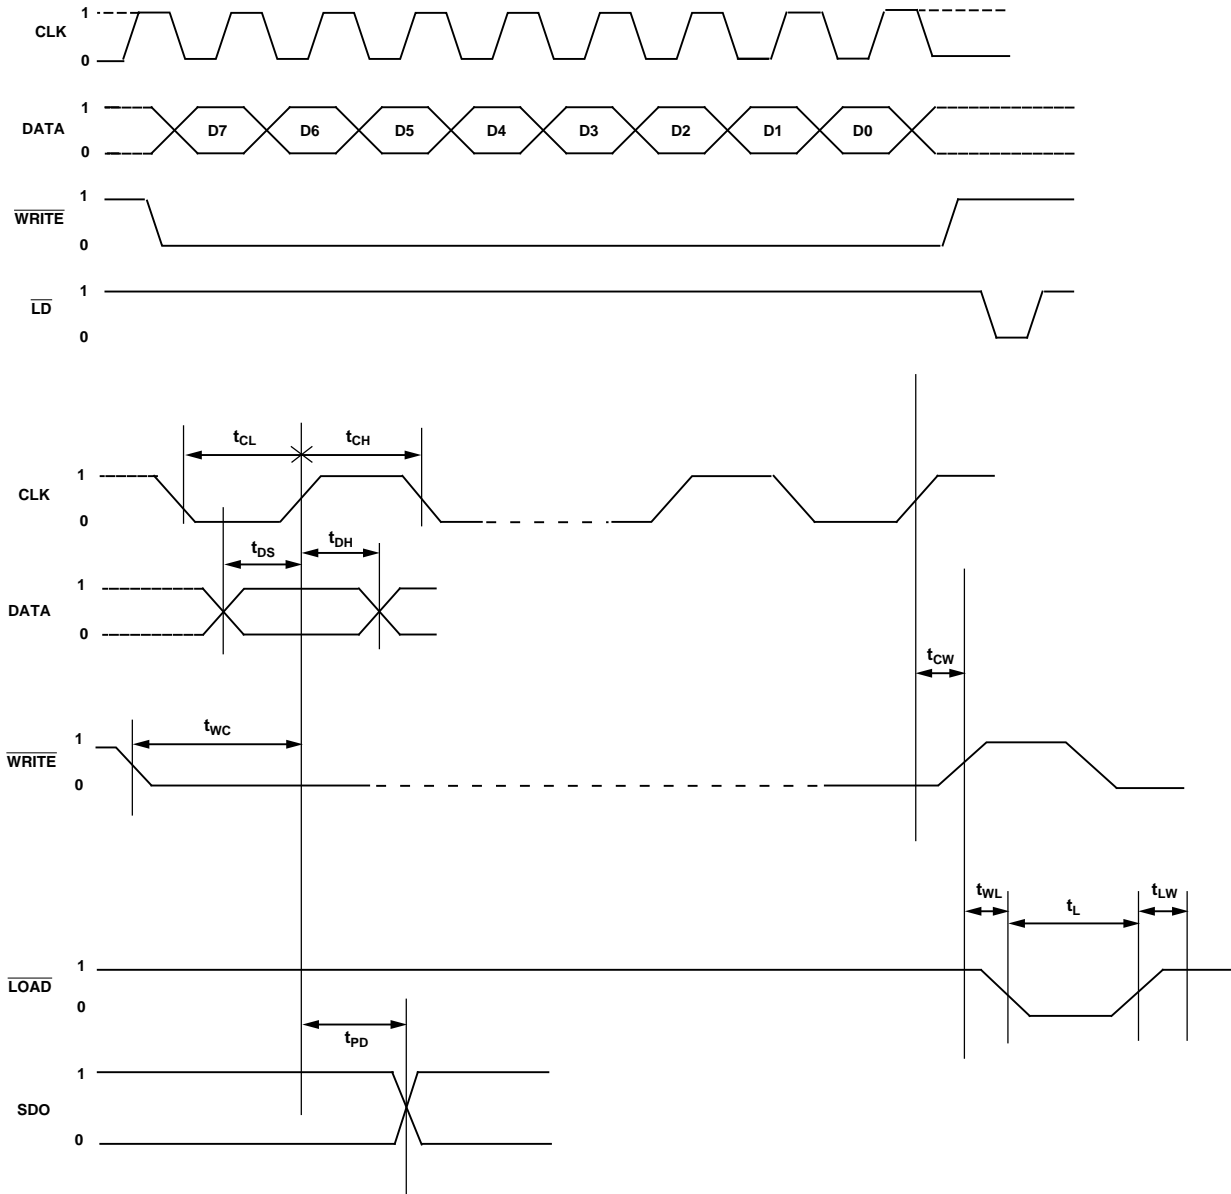 1
CLK
0
1
DATA
0
D7 D6 D5 D4 D3 D2 D1 D0
1
WRITE
0
1
LD
0
tCL tCH
1
CLK
0
tDS tDH
1
DATA
0
tCW
tWC
1
WRITE
0
tWL tL tLW
1
LOAD
0
tPD
1
SDO
0